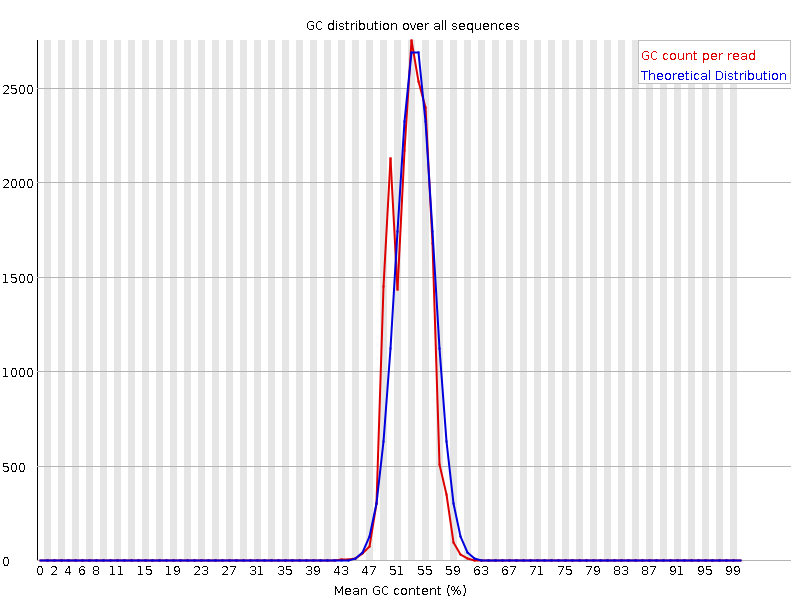 GC distribution over all sequences
GC count per read
Theoretical Distribution
2500
2000
1500
1000
500
0
0 2 4 6 8 11 15 19 23 27 31 35 39 43 47 51 55 59 63 67 71 75 79 83 87 91 95 99
Mean GC content (%)